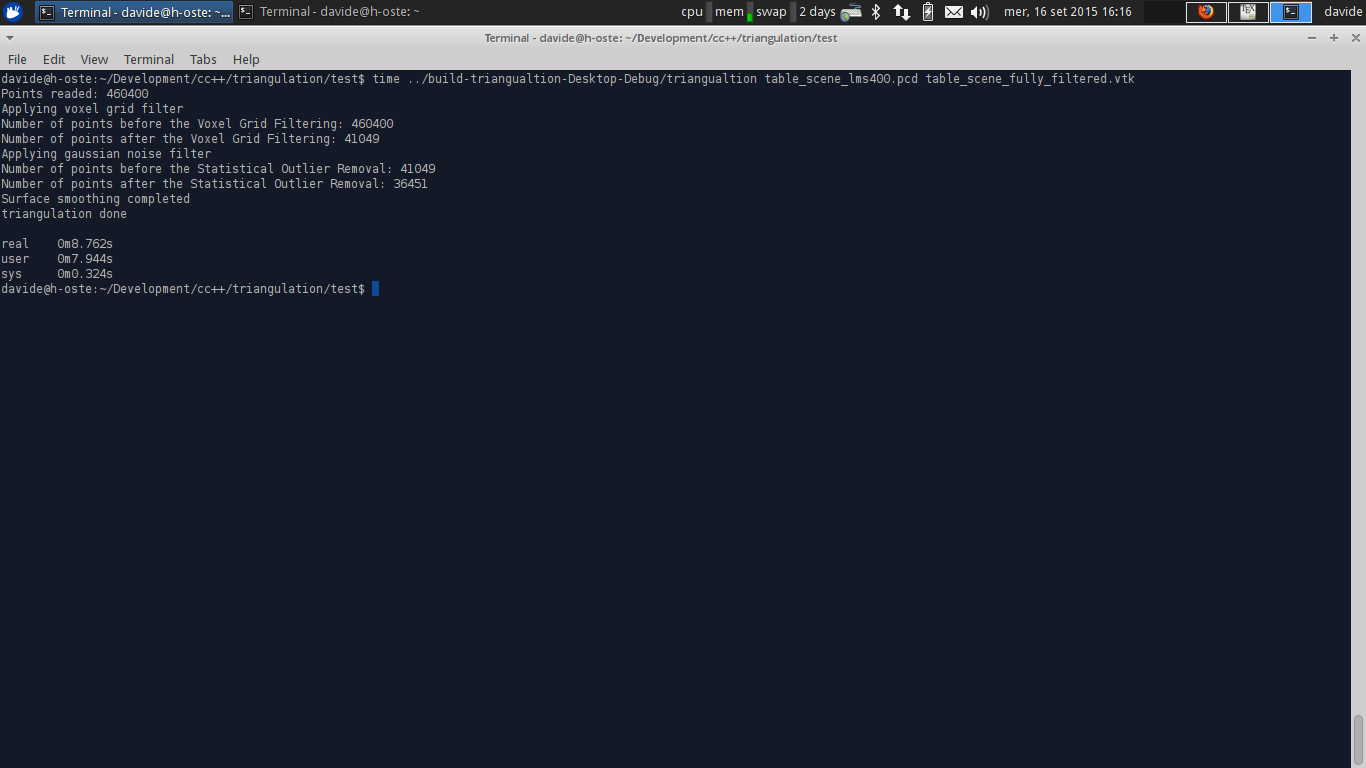 Terminal - davide@h-oste: ~... Terminal - davide@h-oste: ~ cpu mem swap 2 days mer, 16 set 2015 16:16 davide
Terminal - davide@h-oste: ~/Development/cc++/triangulation/test
File Edit View Terminal Tabs Help
davide@h-oste:~/Development/cc++/triangulation/test$ time ../build-triangualtion-Desktop-Debug/triangualtion table_scene_lms400.pcd table_scene_fully_filtered.vtk
Points readed: 460400
Applying voxel grid filter
Number of points before the Voxel Grid Filtering: 460400
Number of points after the Voxel Grid Filtering: 41049
Applying gaussian noise filter
Number of points before the Statistical Outlier Removal: 41049
Number of points after the Statistical Outlier Removal: 36451
Surface smoothing completed
triangulation done
real 0m8.762s
user 0m7.944s
sys 0m0.324s
davide@h-oste:~/Development/cc++/triangulation/test$